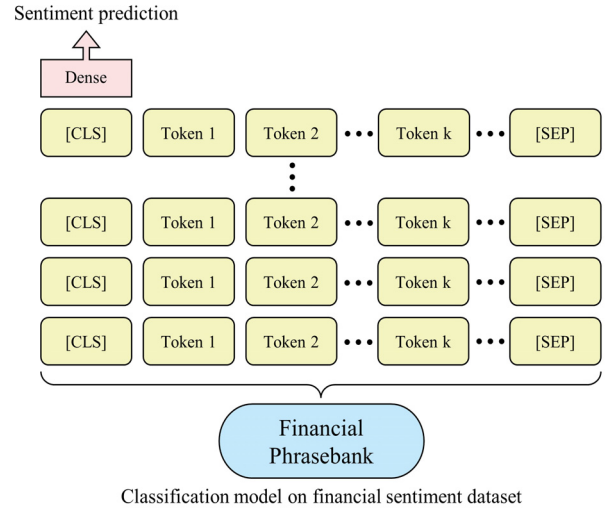 Sentiment prediction
Dense
[CLS] Token 1 Token 2 Token k [SEP]
[CLS] Token 1 Token 2 Token k [SEP]
[CLS] Token 1 Token 2 Token k [SEP]
[CLS] Token 1 Token 2 Token k [SEP]
Financial
Phrasebank
Classification model on financial sentiment dataset